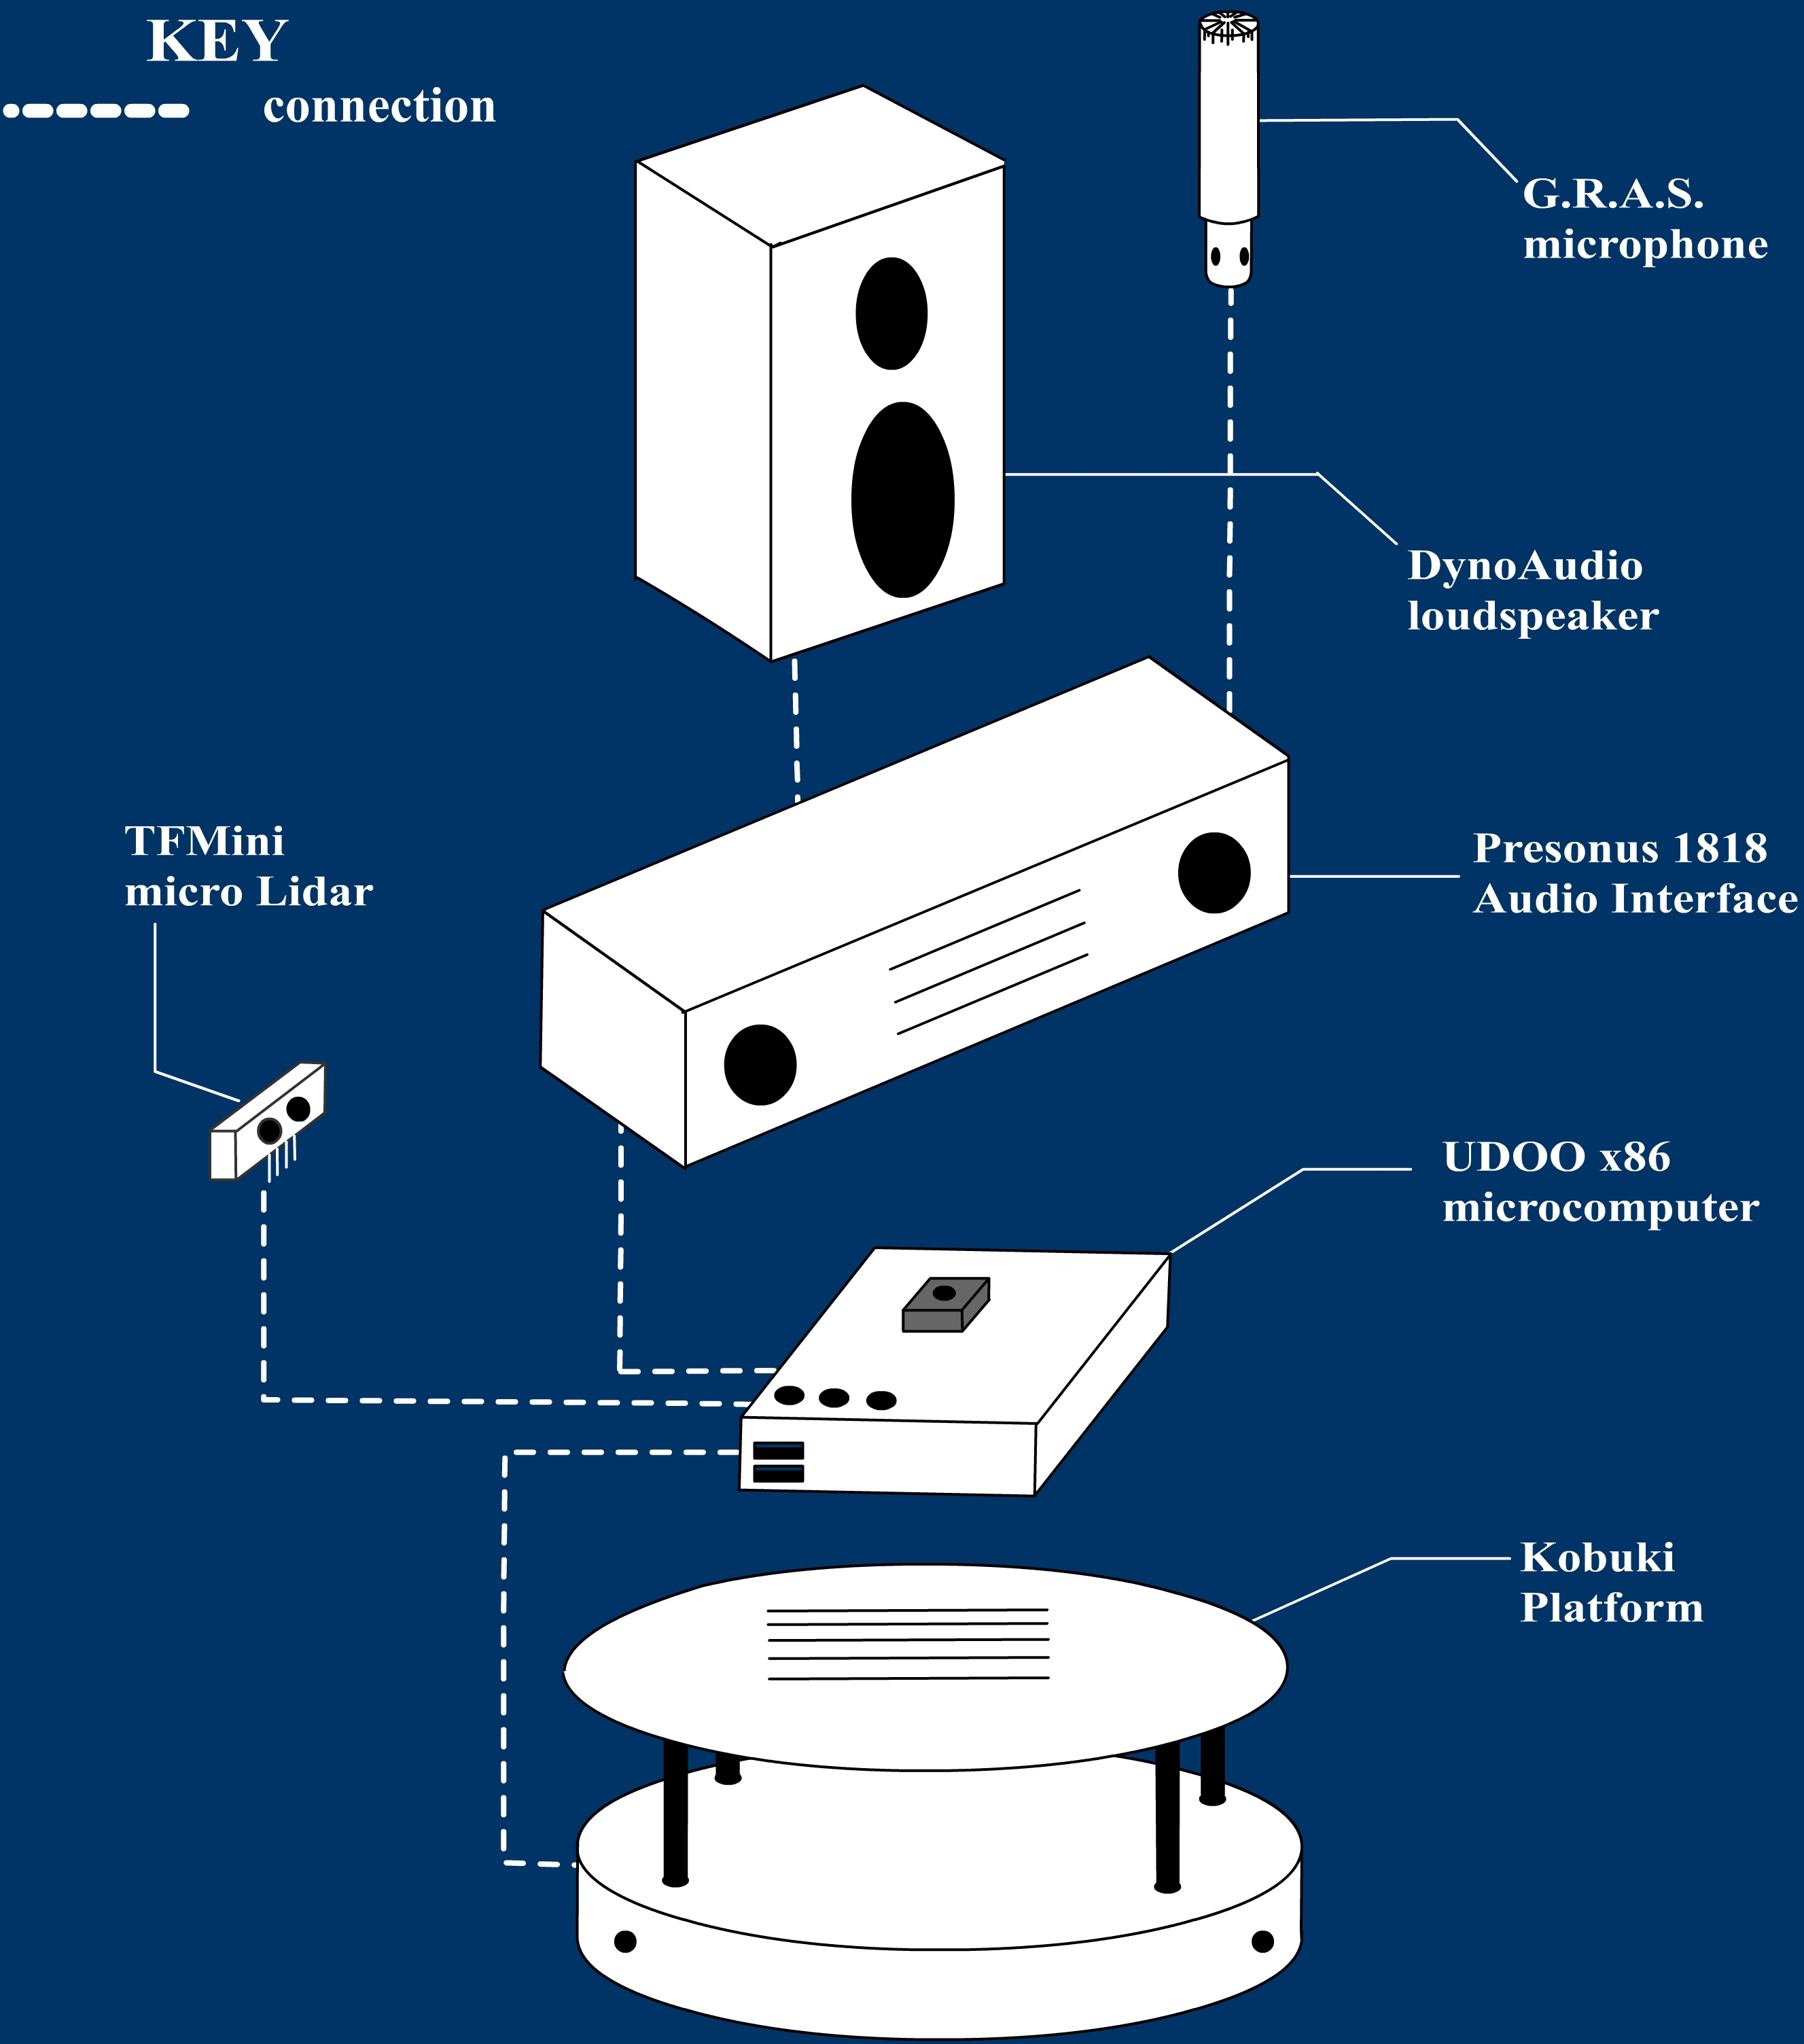 KEY
connection
G.R.A.S.
microphone
DynoAudio
loudspeaker
TFMini
micro Lidar
Presonus 1818
Audio Interface
UDOO x86
microcomputer
Kobuki
Platform